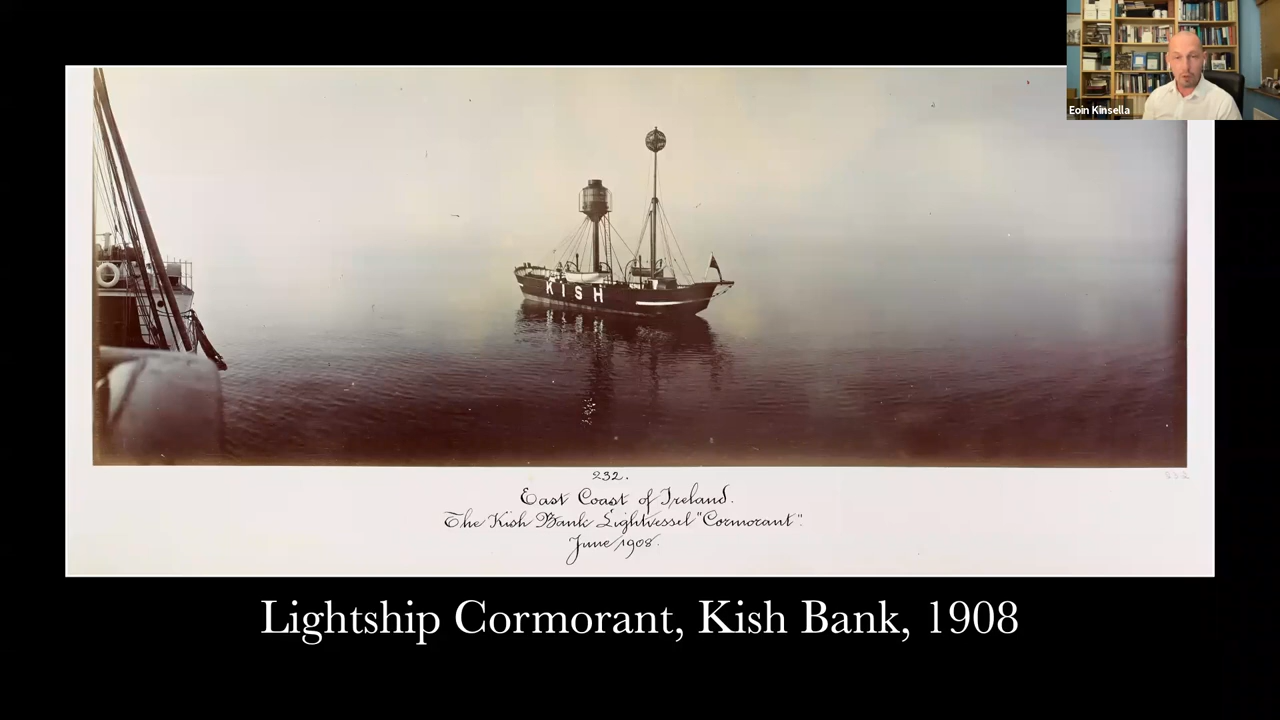 Eoin Kinsella
KISH
232.
East Coast of Ireland.
The Kish Bank Lightvessel "Cormorant".
June 1908.
Lightship Cormorant, Kish Bank, 1908